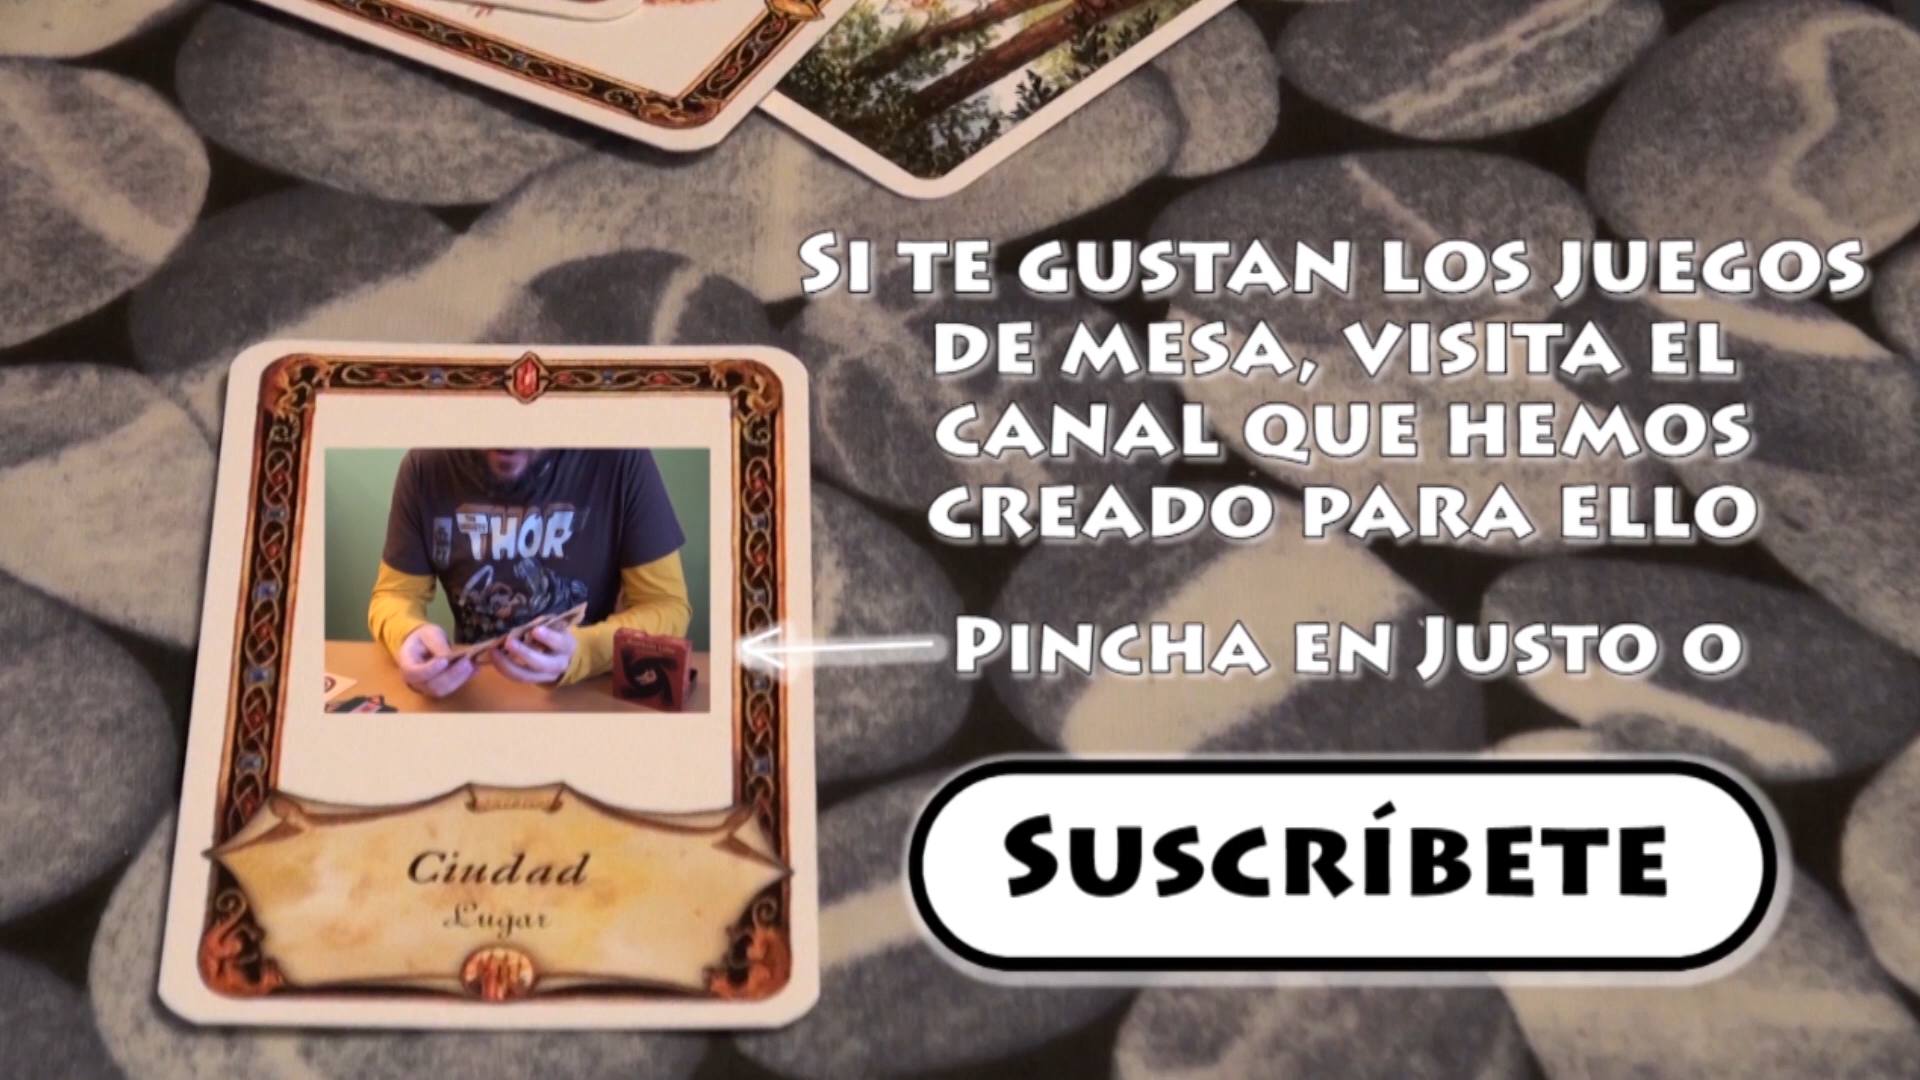 SI TE GUSTAN LOS JUEGOS
DE MESA, VISITA EL
CANAL QUE HEMOS
CREADO PARA ELLO
PINCHA EN JUSTO O
SUSCRÍBETE
THOR
Ciudad
Lugar